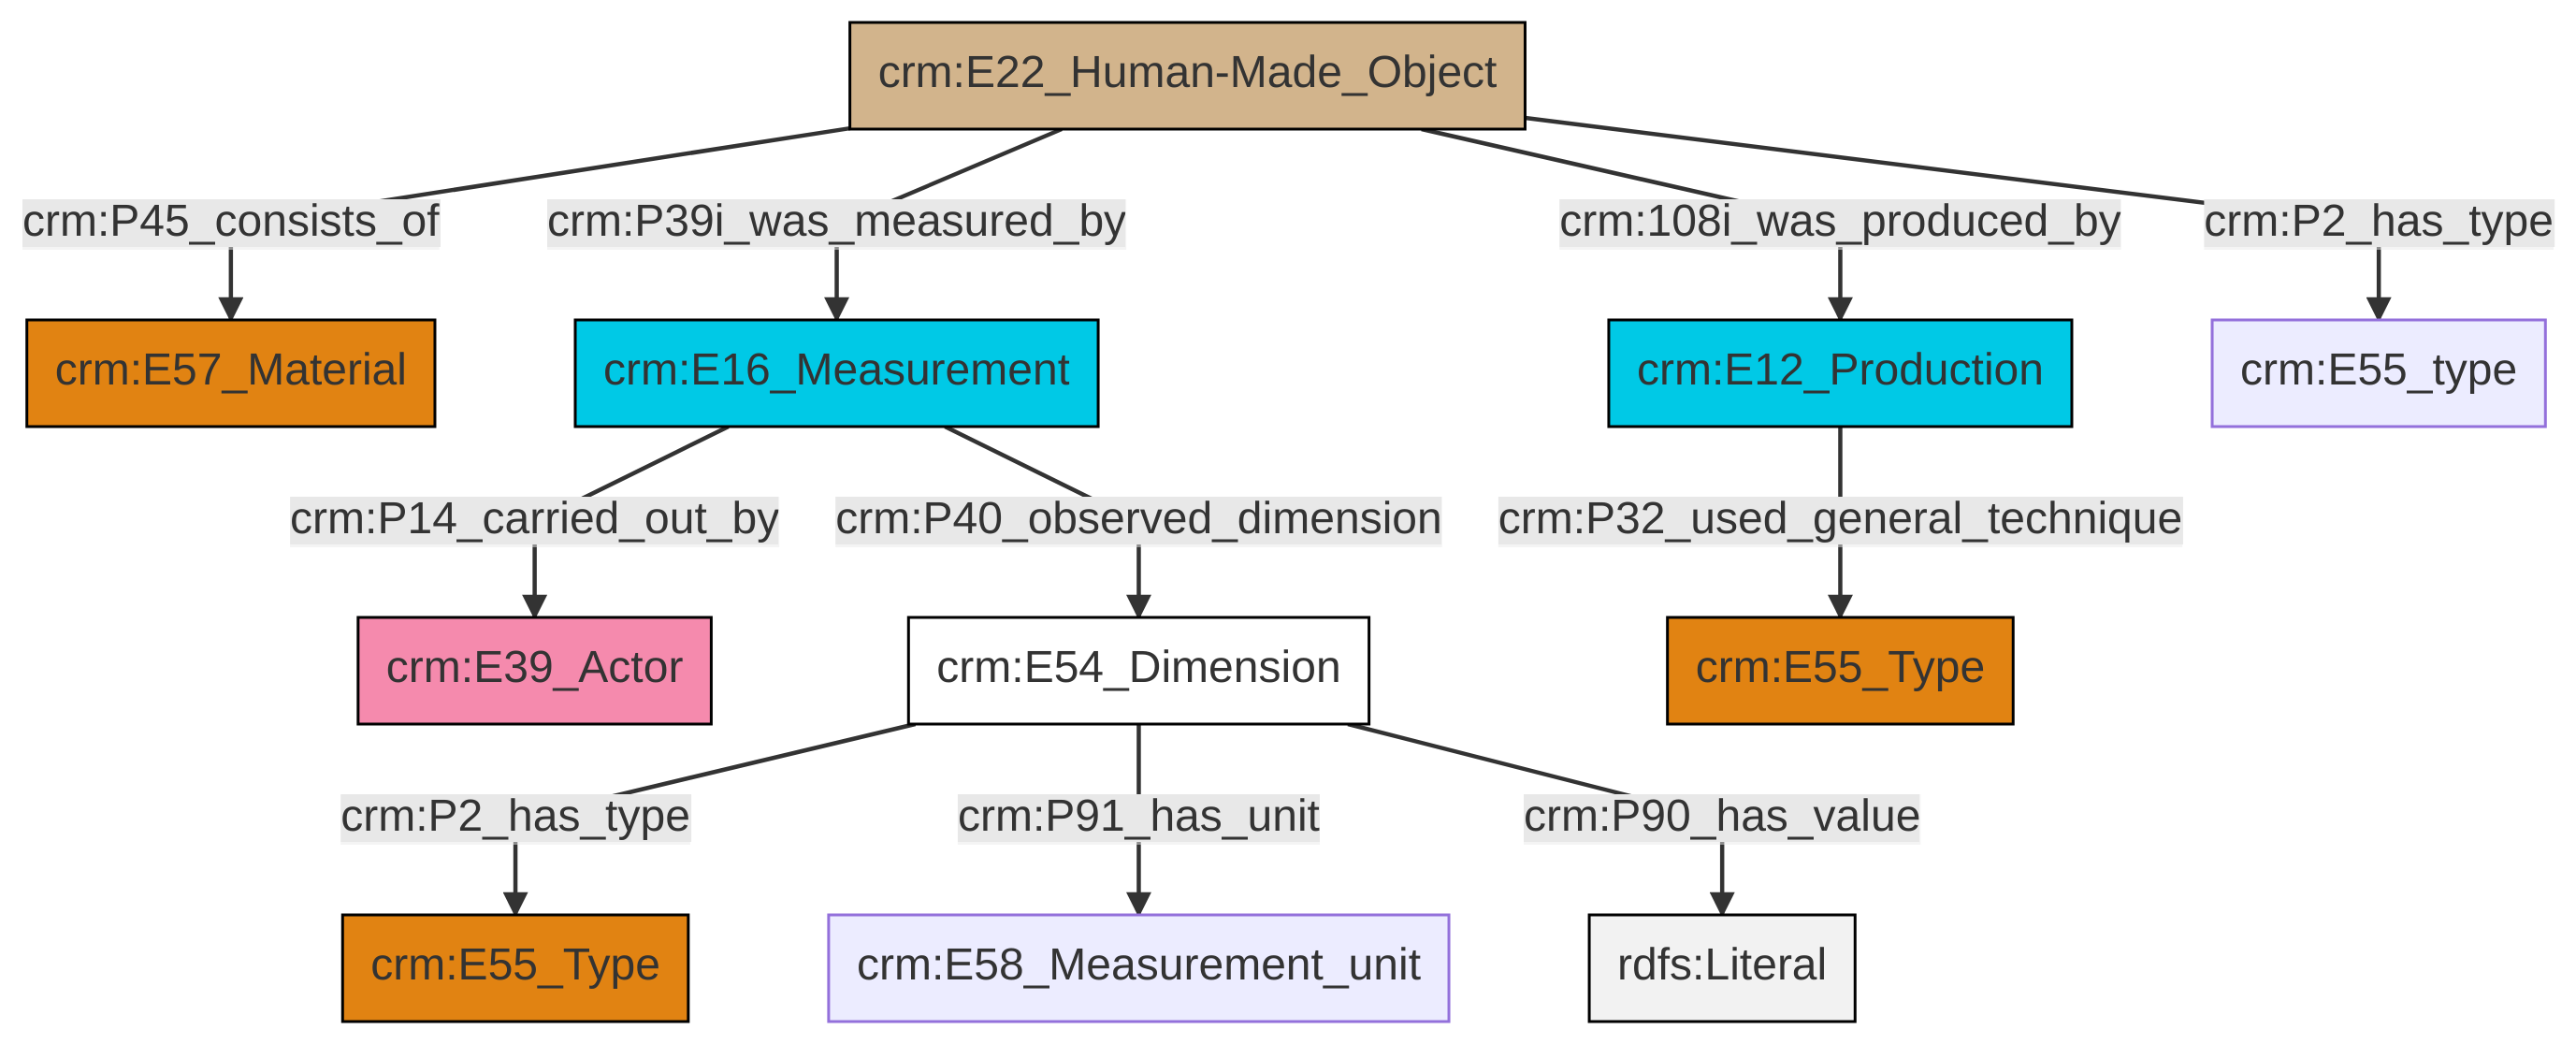 crm:E22_Human-Made_Object
crm:P45_consists_of
crm:P39i_was_measured_by
crm:108i_was_produced_by
crm:P2_has_type
crm:E57_Material
crm:E16_Measurement
crm:E12_Production
crm:E55_type
crm:P14_carried_out_by
crm:P40_observed_dimension
crm:P32_used_general_technique
crm:E39_Actor
crm:E54_Dimension
crm:E55_Type
crm:P2_has_type
crm:P91_has_unit
crm:P90_has_value
crm:E55_Type
crm:E58_Measurement_unit
rdfs:Literal